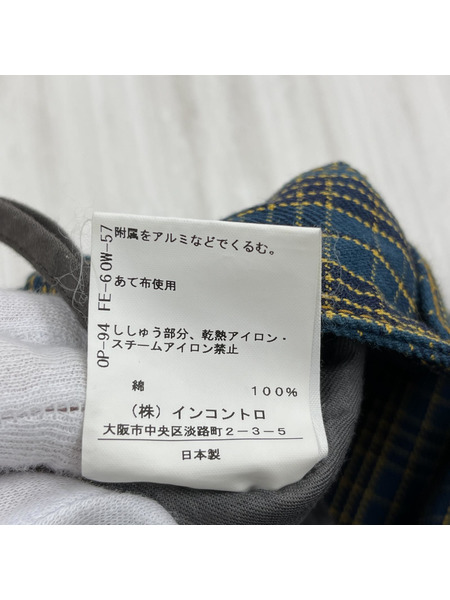 附属をアルミなどでくるむ。
あて布使用
ししゅう部分、乾熱アイロン・
スチームアイロン禁止
綿 100%
(株) インコントロ
大阪市中央区淡路町2-3-5
日本製
OP-94 FE-60W-57